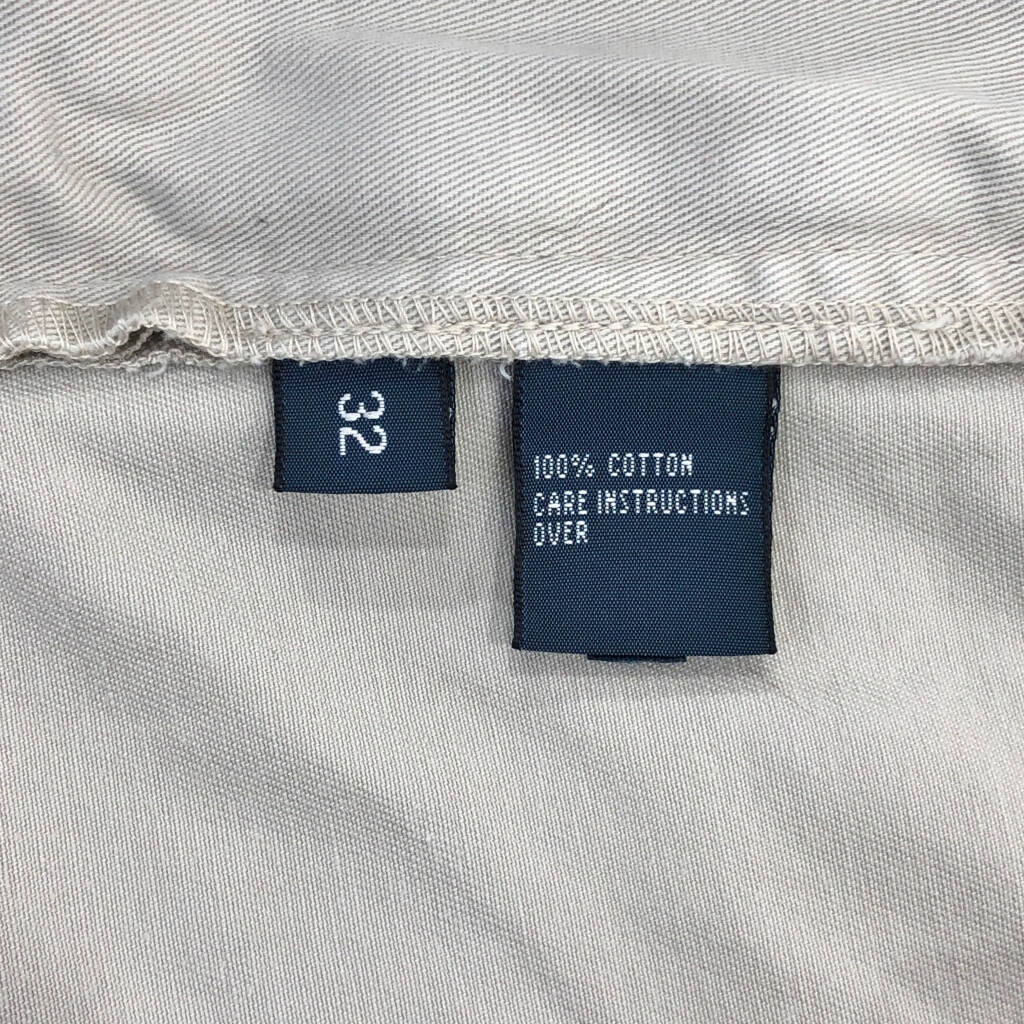 32
100% COTTON
CARE INSTRUCTIONS
OVER